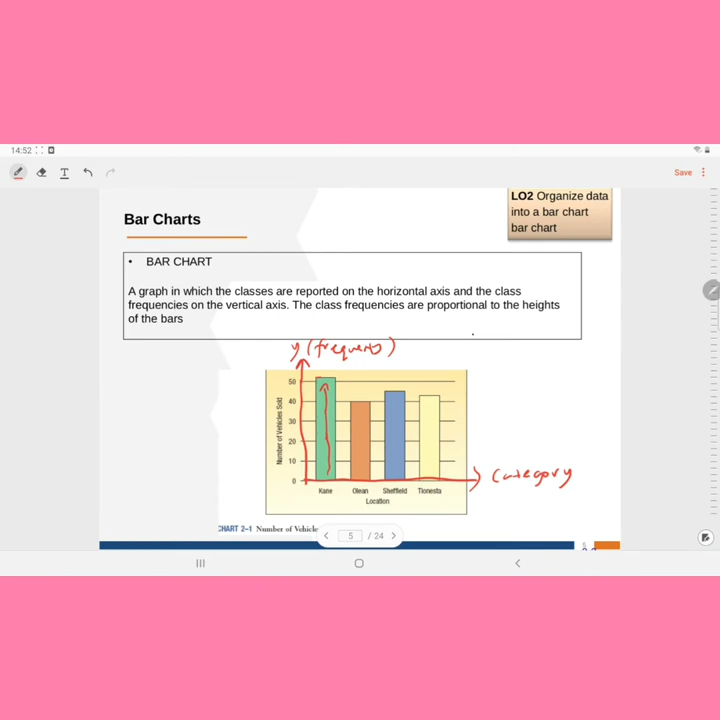 14:52
Save
LO2 Organize data
into a bar chart
bar chart
Bar Charts
• BAR CHART
A graph in which the classes are reported on the horizontal axis and the class
frequencies on the vertical axis. The class frequencies are proportional to the heights
of the bars
y
50
40
30
20
10
0
Number of Vehicles Sold
Kane Olean Sheffield Tionesta
Location
Category
CHART 2–1 Number of Vehicle
5 / 24